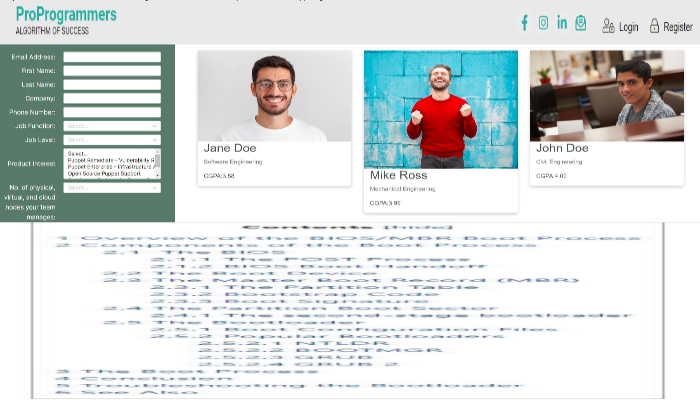 ProProgrammers
ALGORITHM OF SUCCESS
Login
Register
Email Address:
First Name:
Last Name:
Company:
Phone Number:
Job Function:
Select...
Job Level:
Select...
Product Interest
Select...
Puppet Remediate - Vulnerability R
Puppet Enterprise - Infrastructure /
Open Source Puppet Support
No. of physical,
virtual, and cloud
nodes your team
manages:
Select...
Jane Doe
Software Engineering
CGPA:3.58
Mike Ross
Mechanical Engineering
CGPA:3.99
John Doe
Civil Engineering
CGPA:4.00
Contents [hide]
1 Overview of the BIOS/MBR Boot Process
2 Components of the Boot Process
2.1 The BIOS
2.1.1 The POST Process
2.1.2 BIOS Boot Handoff
2.2 The Boot Device
2.3 The Master Boot Record (MBR)
2.3.1 The Partition Table
2.3.2 Bootstrap Code
2.3.3 Boot Signature
2.4 The Partition Boot Sector
2.4.1 The second-stage bootloader
2.5 The Bootloader
2.5.1 Boot Configuration Files
2.5.2 Popular Bootloaders
2.5.2.1 NTLDR
2.5.2.2 BOOTMGR
2.5.2.3 GRUB
2.5.2.4 GRUB 2
3 The Boot Process
4 Conclusion
5 Troubleshooting the Bootloader
6 See Also